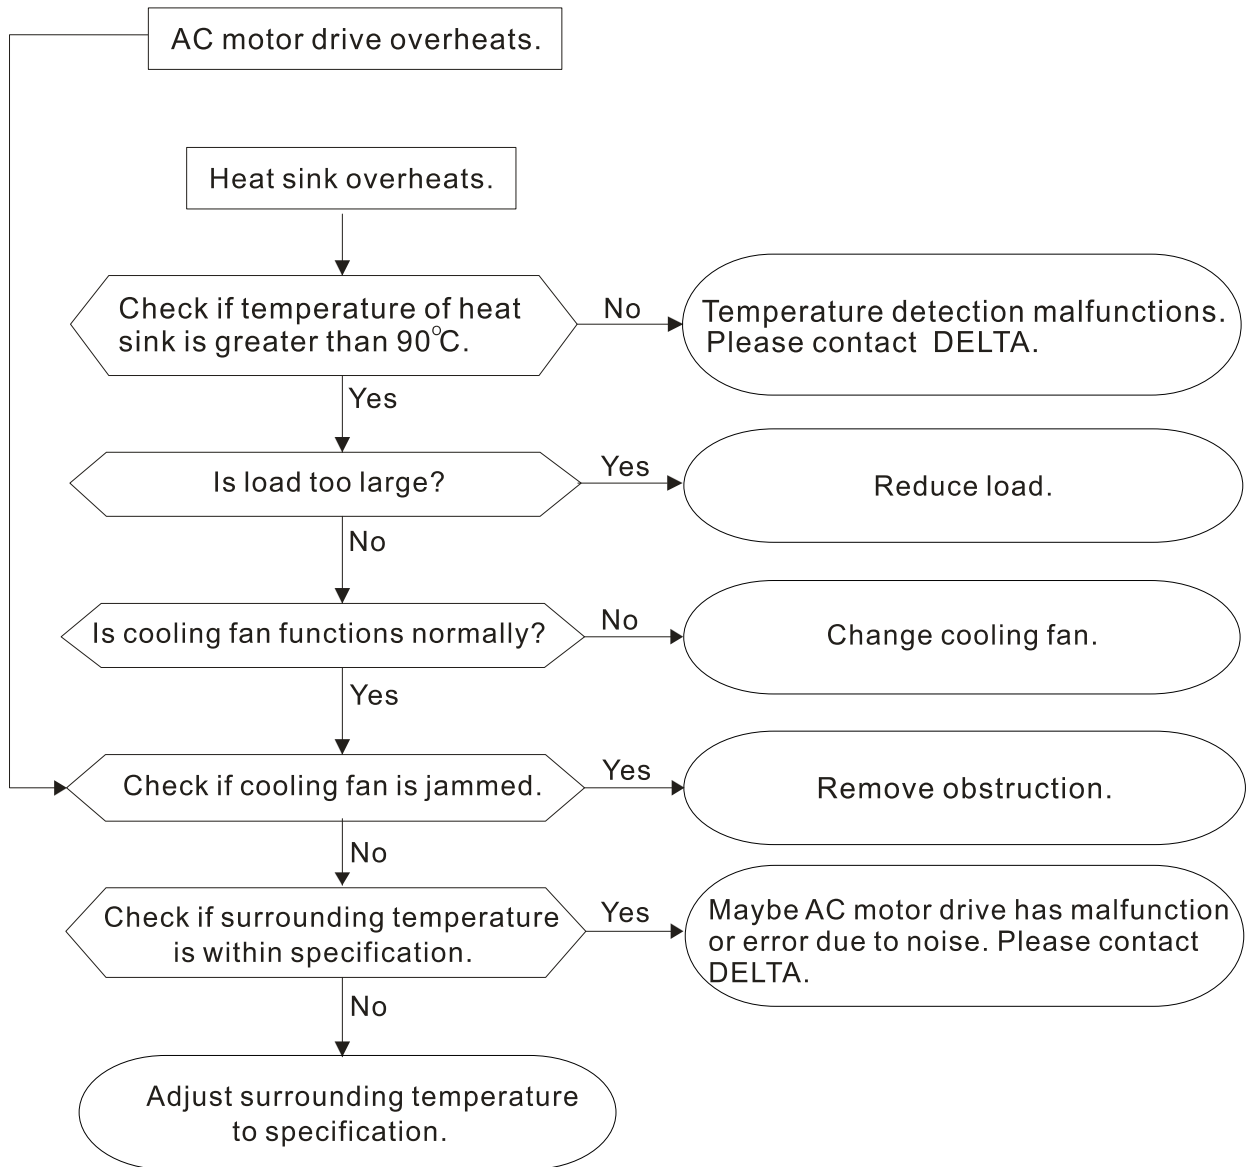 AC motor drive overheats.
Heat sink overheats.
Check if temperature of heat
sink is greater than 90°C.
No
Temperature detection malfunctions.
Please contact DELTA.
Yes
Is load too large?
Yes
Reduce load.
No
Is cooling fan functions normally?
No
Change cooling fan.
Yes
Check if cooling fan is jammed.
Yes
Remove obstruction.
No
Check if surrounding temperature
is within specification.
Yes
Maybe AC motor drive has malfunction
or error due to noise. Please contact
DELTA.
No
Adjust surrounding temperature
to specification.